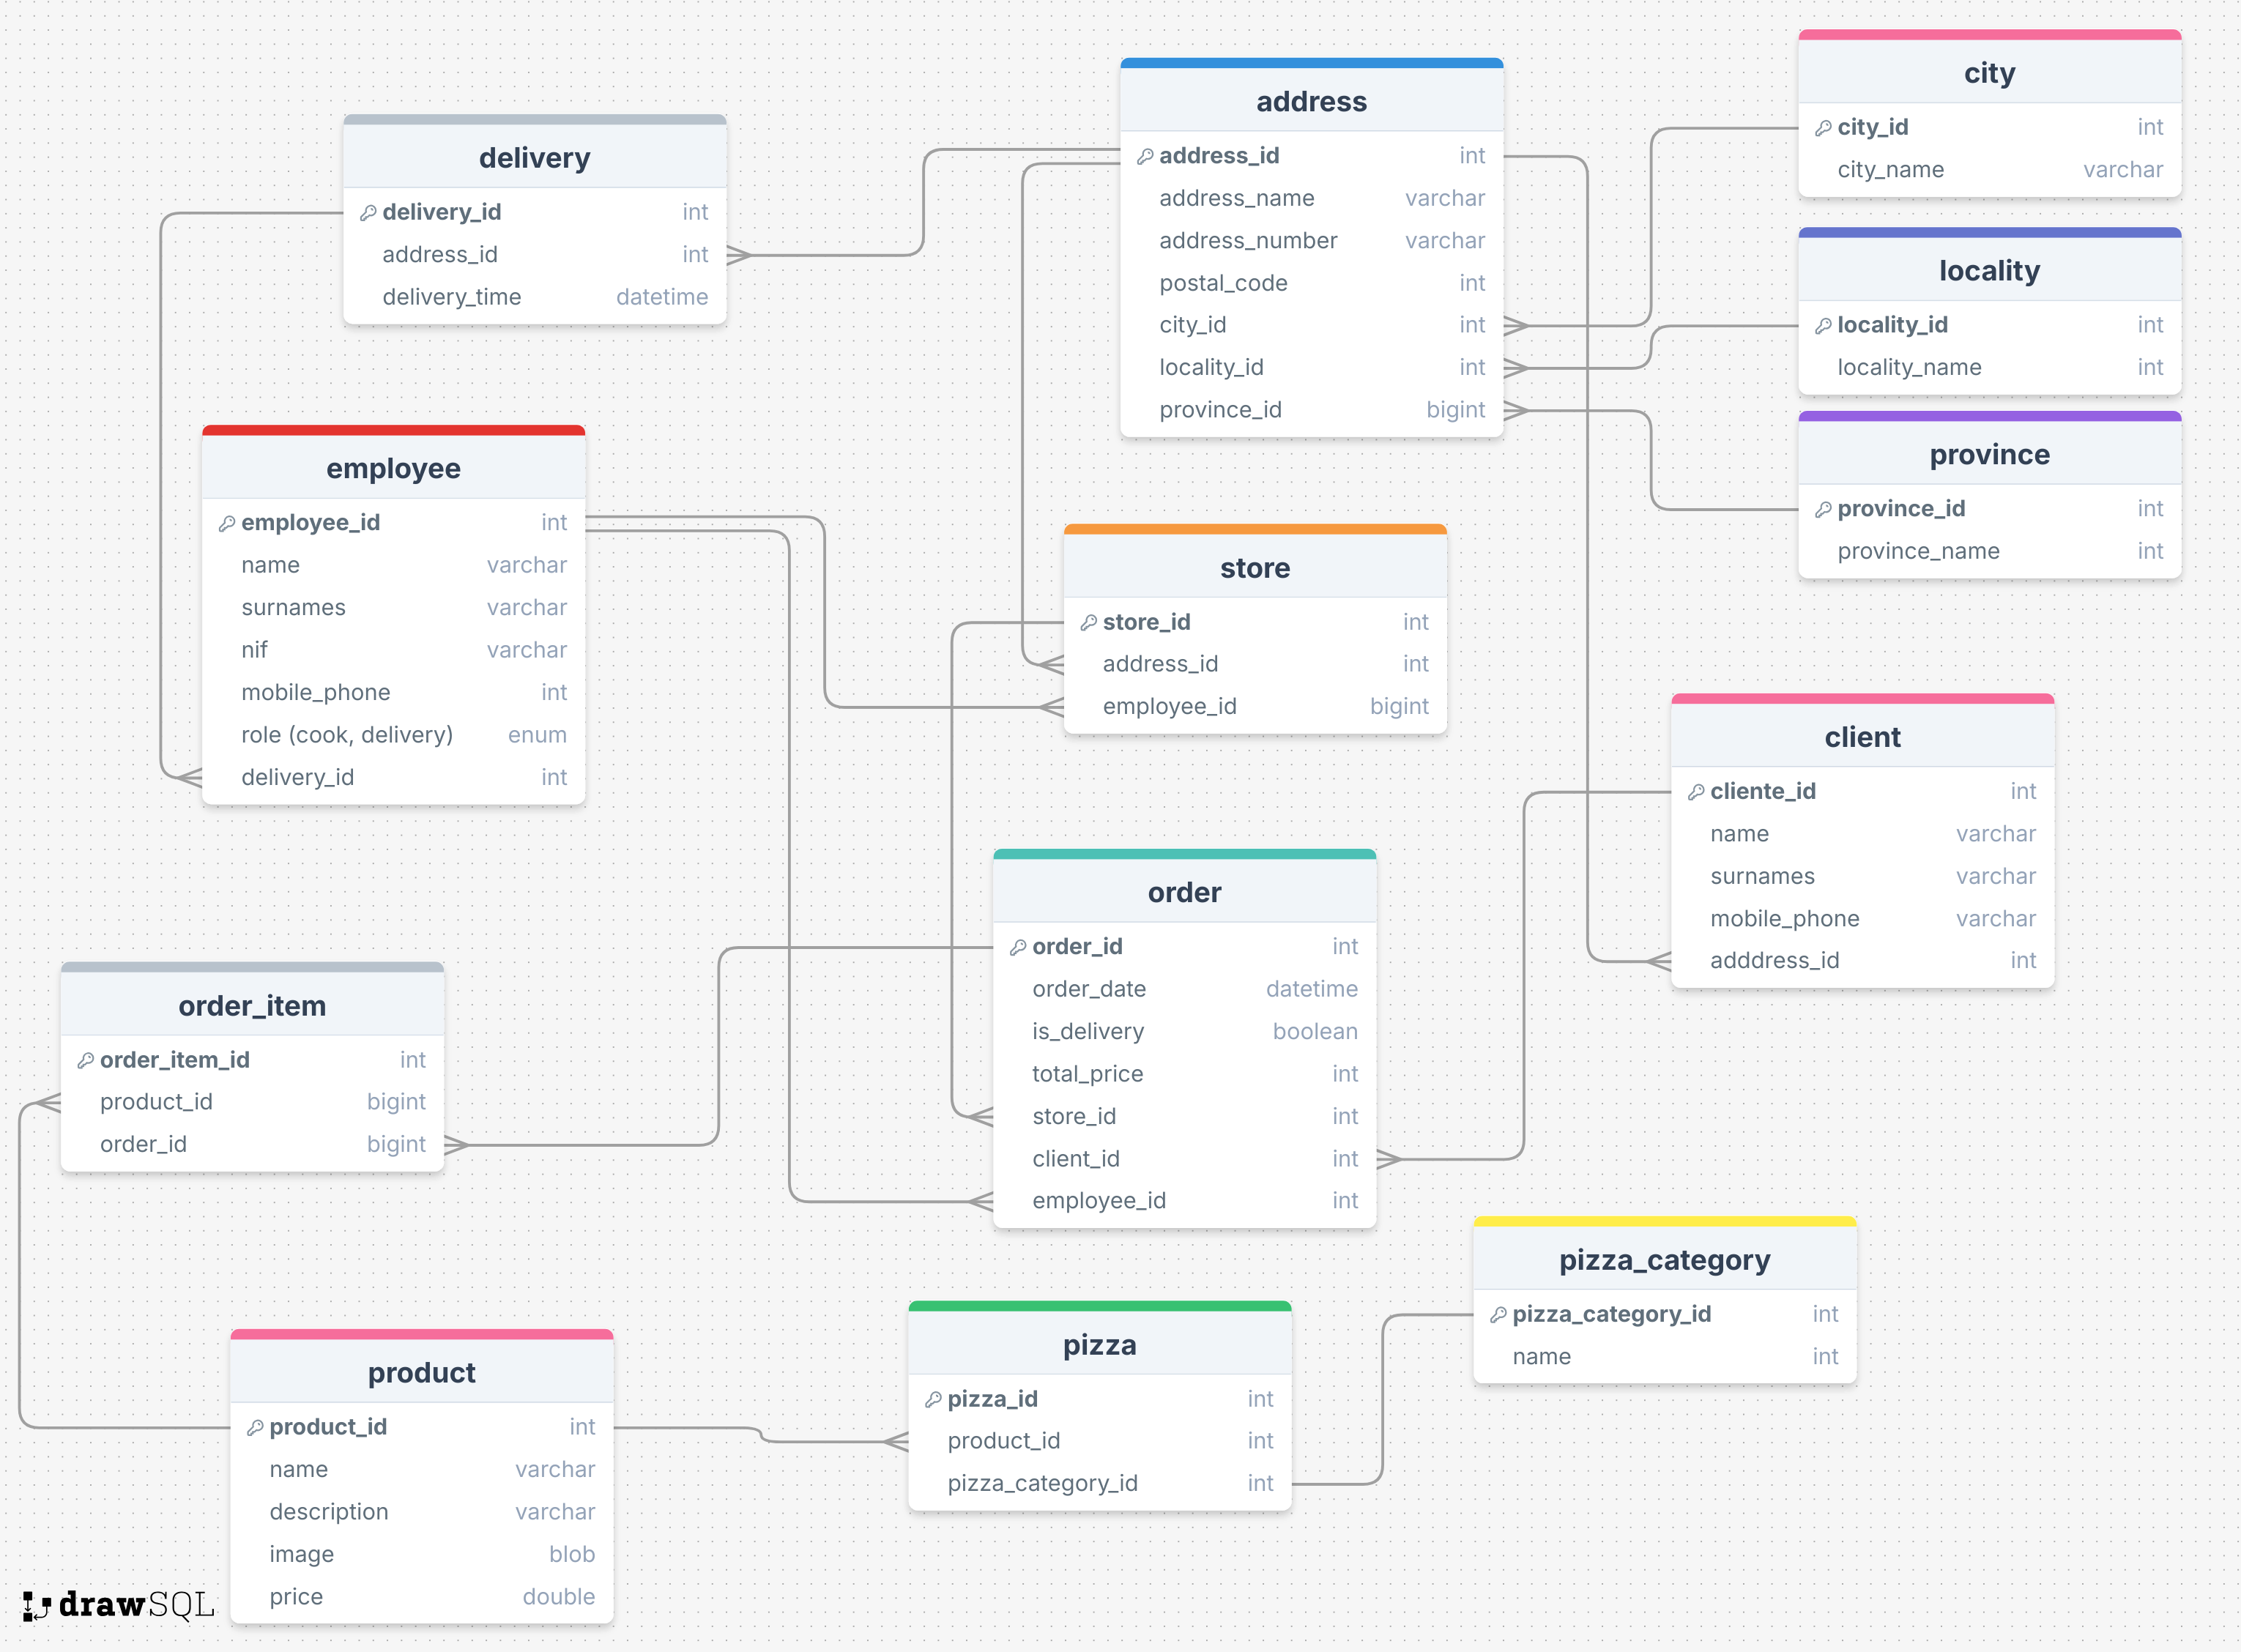 delivery
delivery_id int
address_id int
delivery_time datetime
address
address_id int
address_name varchar
address_number varchar
postal_code int
city_id int
locality_id int
province_id bigint
city
city_id int
city_name varchar
locality
locality_id int
locality_name int
province
province_id int
province_name int
employee
employee_id int
name varchar
surnames varchar
nif varchar
mobile_phone int
role (cook, delivery) enum
delivery_id int
store
store_id int
address_id int
employee_id bigint
client
cliente_id int
name varchar
surnames varchar
mobile_phone varchar
adddress_id int
order
order_id int
order_date datetime
is_delivery boolean
total_price int
store_id int
client_id int
employee_id int
order_item
order_item_id int
product_id bigint
order_id bigint
pizza_category
pizza_category_id int
name int
pizza
pizza_id int
product_id int
pizza_category_id int
product
product_id int
name varchar
description varchar
image blob
price double
drawSQL